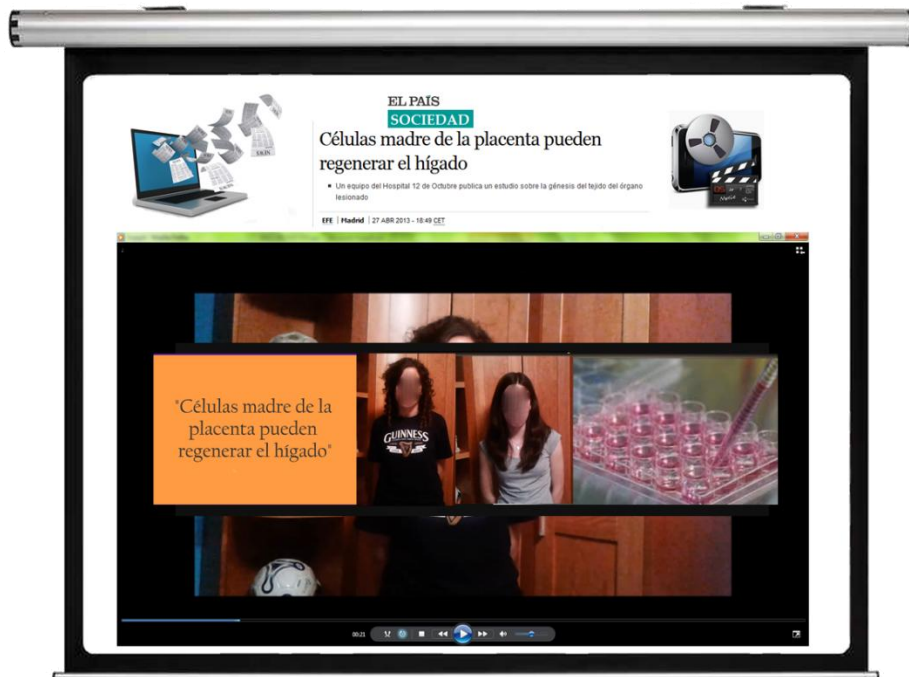 EL PAÍS
SOCIEDAD
Células madre de la placenta pueden
regenerar el hígado
Un equipo del Hospital 12 de Octubre publica un estudio sobre la génesis del tejido del órgano
lesionado
EFE | Madrid | 27 ABR 2013 - 18:49 CET
"Células madre de la
placenta pueden
regenerar el hígado"
GUINNESS
00:21